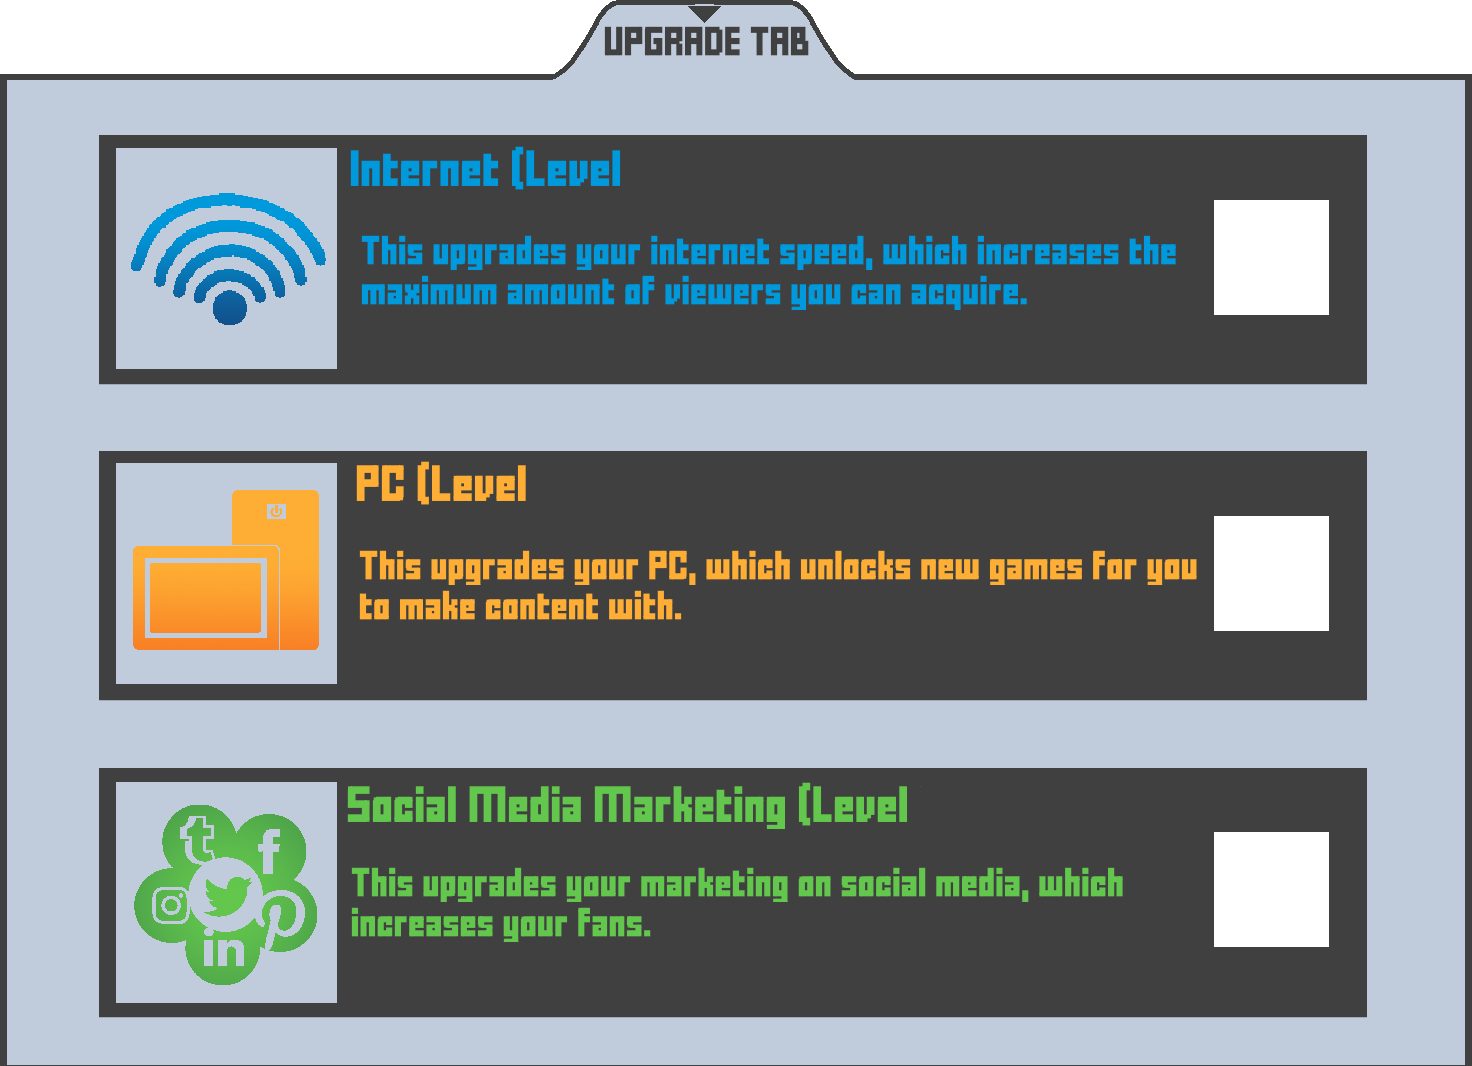 UPGRADE TAB
Internet (Level
This upgrades your internet speed, which increases the
maximum amount of viewers you can acquire.
PC (Level
This upgrades your PC, which unlocks new games for you
to make content with.
Social Media Marketing (Level
This upgrades your marketing on social media, which
increases your fans.
t
f
in